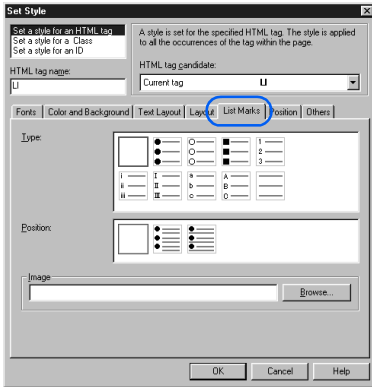 Set Style
Set a style for an HTML tag
Set a style for a Class
Set a style for an ID
A style is set for the specified HTML tag. The style is applied
to all the occurrences of the tag within the page.
HTML tag name:
LI
HTML tag candidate:
Current tag LI
Fonts Color and Background Text Layout Layout List Marks Position Others
Type:
1
2
3
i I a A
ii II b B
iii III c C
Position:
Image
Browse...
OK Cancel Help